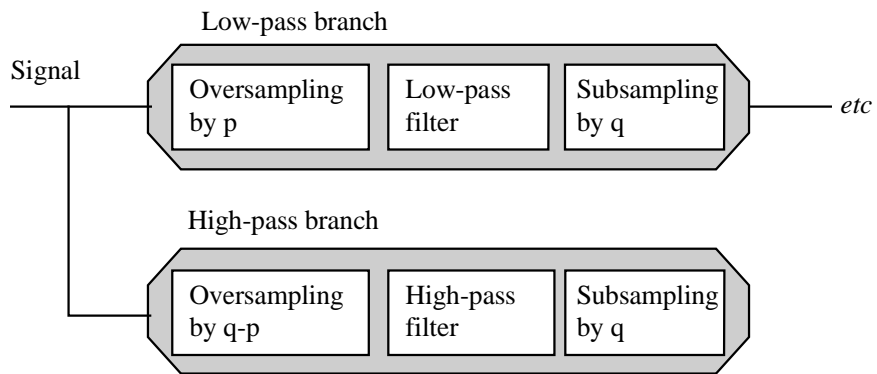 Low-pass branch
Signal
Oversampling
by p
Low-pass
filter
Subsampling
by q
etc
High-pass branch
Oversampling
by q-p
High-pass
filter
Subsampling
by q